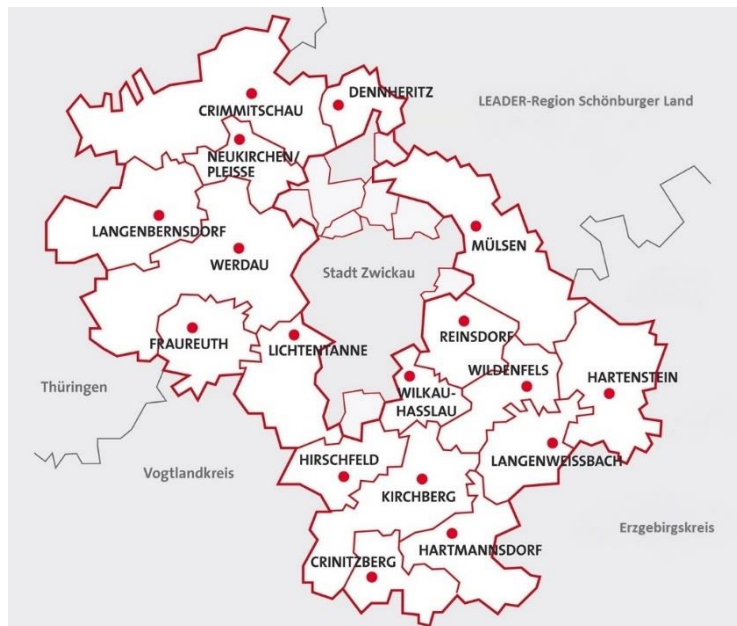 DENNHERITZ
CRIMMITSCHAU
LEADER-Region Schönburger Land
NEUKIRCHEN/
PLEISSE
LANGENBERNSDORF
MÜLSEN
WERDAU
Stadt Zwickau
FRAUREUTH
LICHTENTANNE
REINSDORF
WILDENFELS
HARTENSTEIN
Thüringen
WILKAU-
HASSLAU
HIRSCHFELD
LANGENWEISSBACH
Vogtlandkreis
KIRCHBERG
Erzgebirgskreis
HARTMANNSDORF
CRINITZBERG